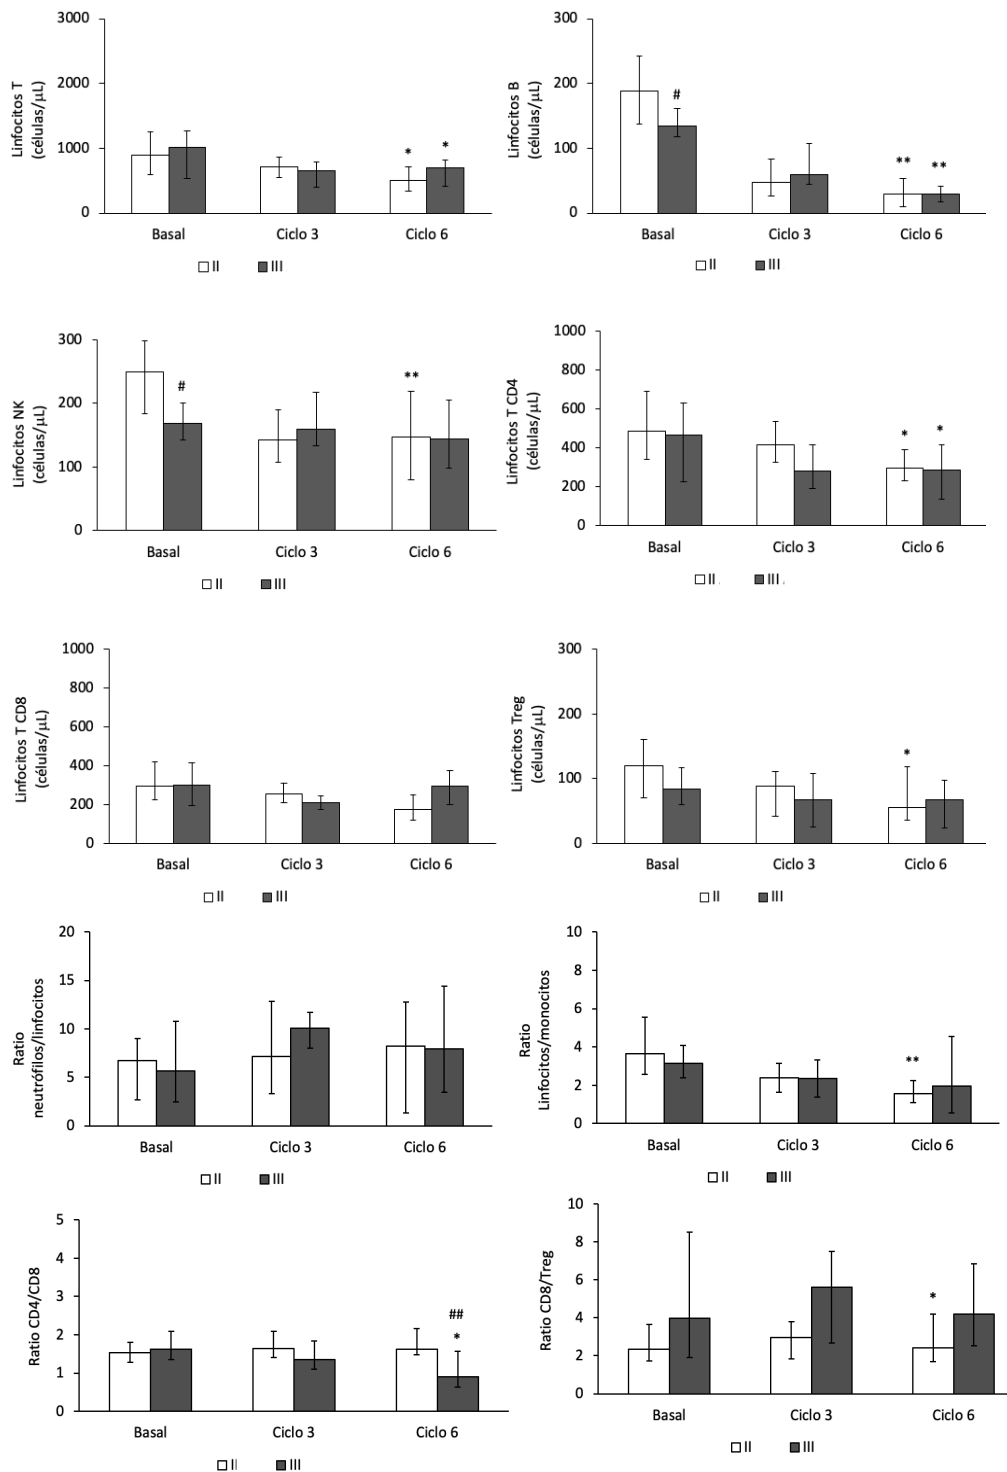 Linfocitos T
(células/µL)
3000
2000
1000
0
*
*
Basal
Ciclo 3
Ciclo 6
II
III
Linfocitos B
(células/µL)
300
200
100
0
#
**
**
Basal
Ciclo 3
Ciclo 6
II
III
Linfocitos NK
(células/µL)
300
200
100
0
#
**
Basal
Ciclo 3
Ciclo 6
II
III
Linfocitos T CD4
(células/µL)
1000
800
600
400
200
0
*
*
Basal
Ciclo 3
Ciclo 6
II
III
Linfocitos T CD8
(células/µL)
1000
800
600
400
200
0
Basal
Ciclo 3
Ciclo 6
II
III
Linfocitos Treg
(células/µL)
300
200
100
0
*
Basal
Ciclo 3
Ciclo 6
II
III
Ratio
neutrófilos/linfocitos
20
15
10
5
0
Basal
Ciclo 3
Ciclo 6
II
III
Ratio
Linfocitos/monocitos
10
8
6
4
2
0
**
Basal
Ciclo 3
Ciclo 6
II
III
Ratio CD4/CD8
5
4
3
2
1
0
##
*
Basal
Ciclo 3
Ciclo 6
II
III
Ratio CD8/Treg
10
8
6
4
2
0
*
Basal
Ciclo 3
Ciclo 6
II
III